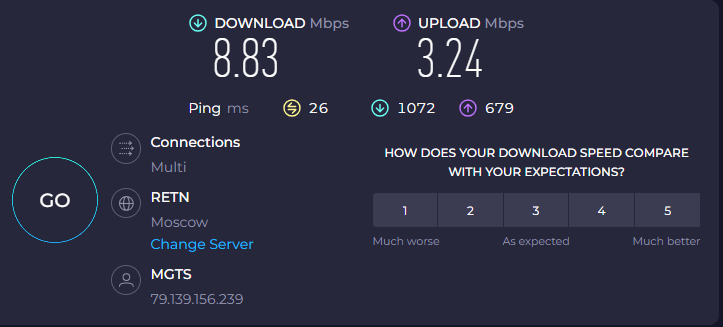 DOWNLOAD Mbps
8.83
UPLOAD Mbps
3.24
Ping ms 26 1072 679
GO
Connections
Multi
RETN
Moscow
Change Server
MGTS
79.139.156.239
HOW DOES YOUR DOWNLOAD SPEED COMPARE
WITH YOUR EXPECTATIONS?
1 2 3 4 5
Much worse As expected Much better